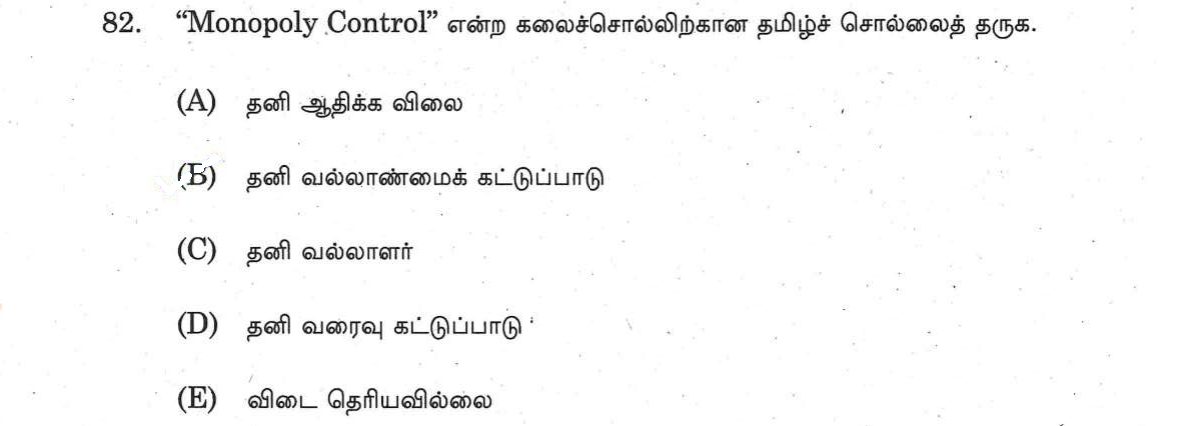 82. “Monopoly Control” என்ற கலைச்சொல்லிற்கான தமிழ்ச் சொல்லைத் தருக.
(A) தனி ஆதிக்க விலை
(B) தனி வல்லாண்மைக் கட்டுப்பாடு
(C) தனி வல்லாளர்
(D) தனி வரைவு கட்டுப்பாடு
(E) விடை தெரியவில்லை